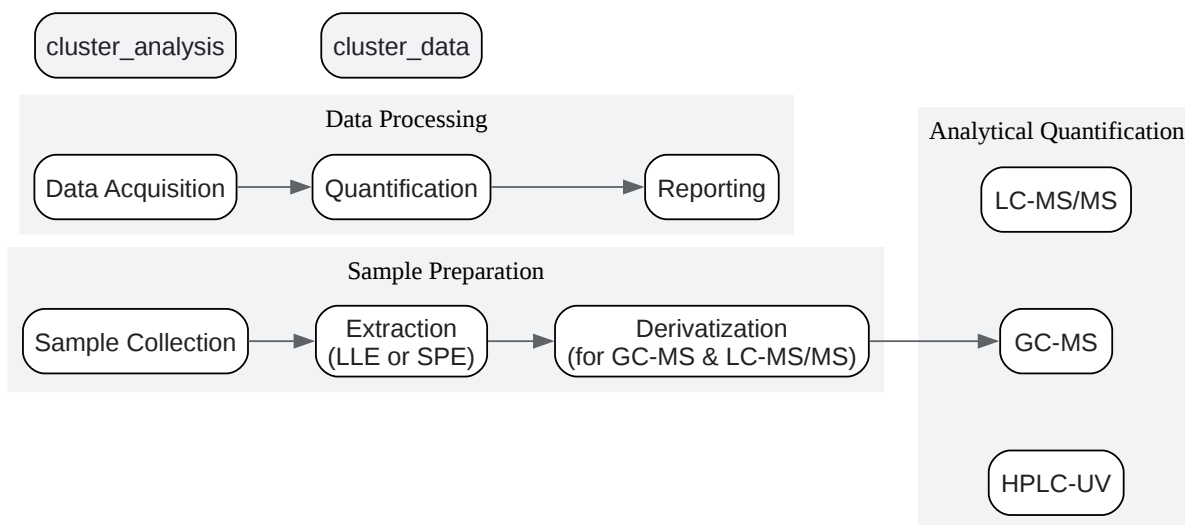 cluster_analysis
cluster_data
Data Processing
Data Acquisition
Quantification
Reporting
Sample Preparation
Sample Collection
Extraction
(LLE or SPE)
Derivatization
(for GC-MS & LC-MS/MS)
Analytical Quantification
LC-MS/MS
GC-MS
HPLC-UV